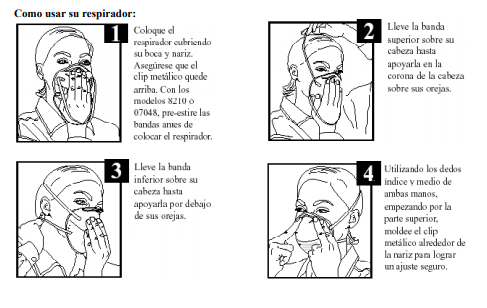 Como usar su respirador:
1
Coloque el
respirador cubriendo
su boca y nariz.
Asegúrese que el
clip metálico quede
arriba. Con los
modelos 8210 ò
07048, pre-estire las
bandas antes de
colocar el respirador.
2
Lleve la banda
superior sobre su
cabeza hasta
apoyarla en la
corona de la cabeza
sobre sus orejas.
3
Lleve la banda
inferior sobre su
cabeza hasta
apoyarla por debajo
de sus orejas.
4
Utilizando los dedos
índice y medio de
ambas manos,
empezando por la
parte superior,
moldee el clip
metálico alrededor de
la nariz para lograr
un ajuste seguro.